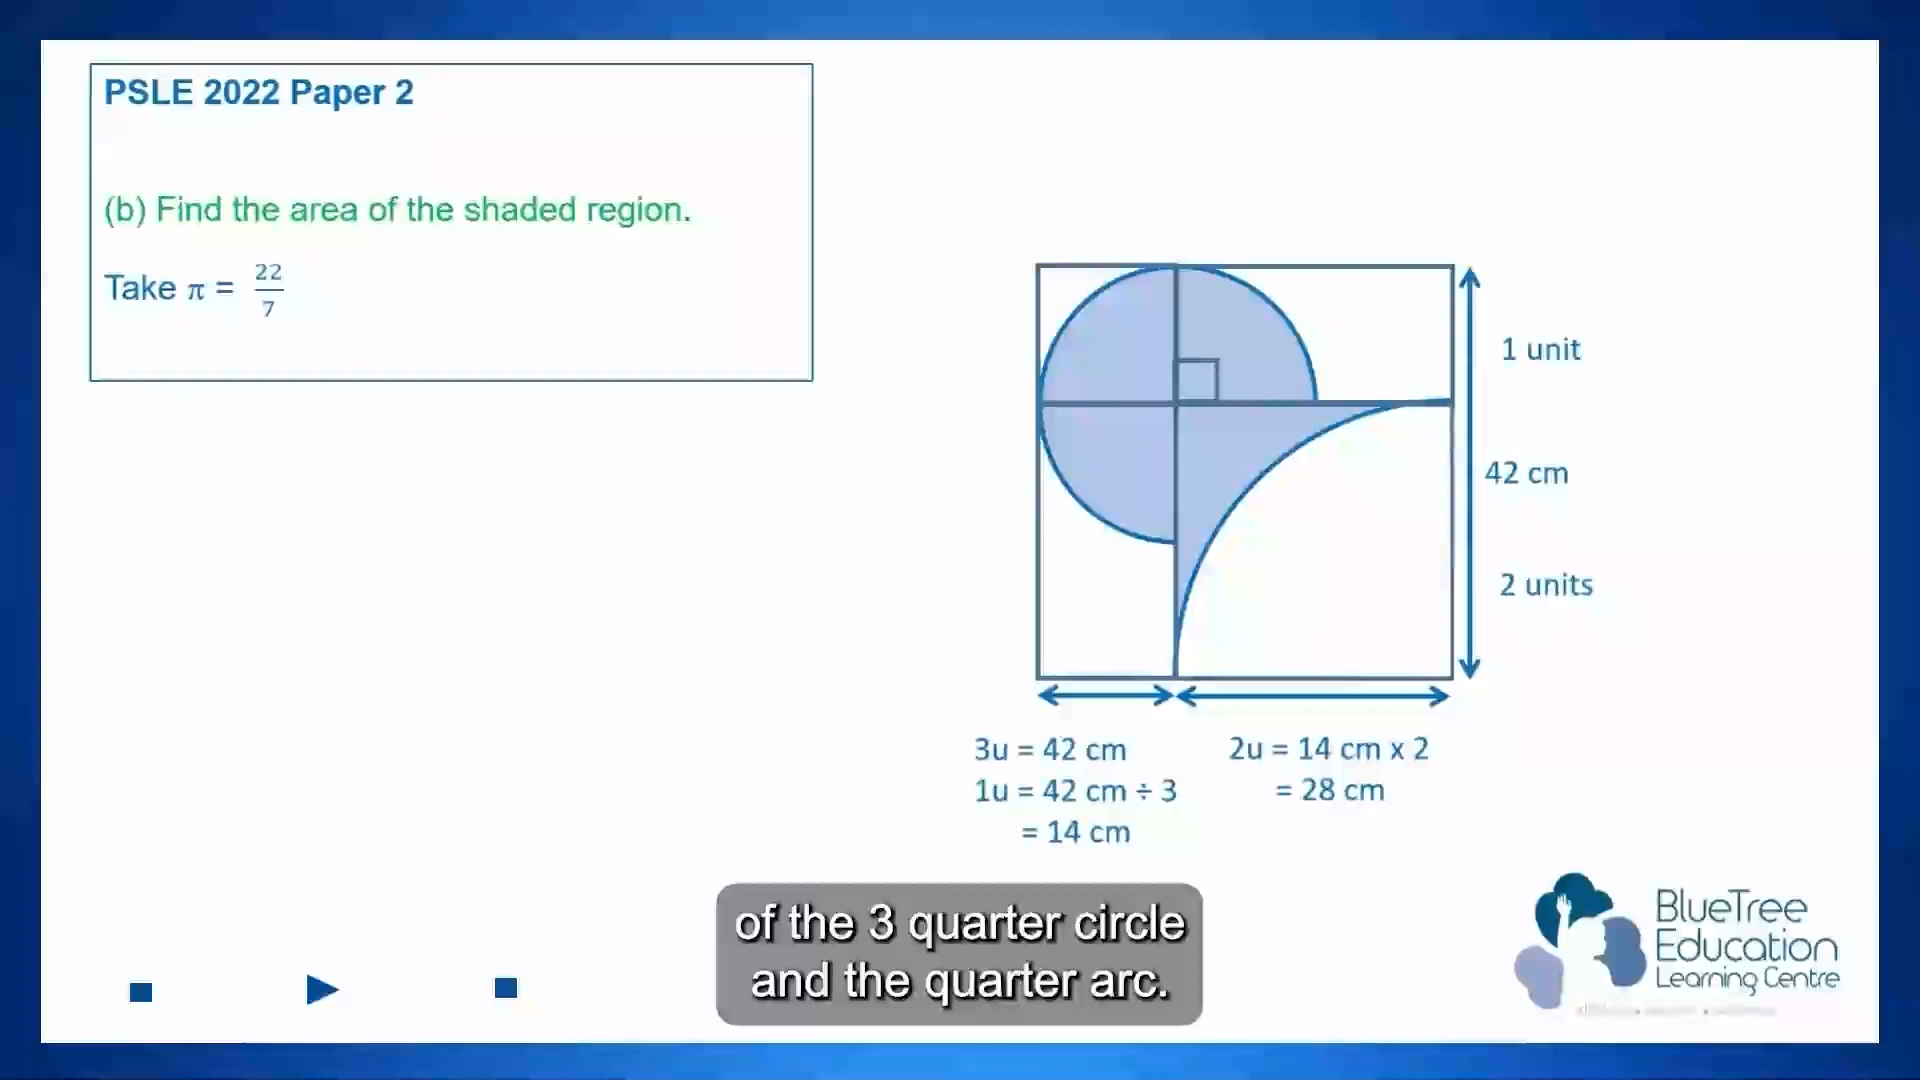 PSLE 2022 Paper 2
(b) Find the area of the shaded region.
Take π = 22/7
1 unit
42 cm
2 units
3u = 42 cm
1u = 42 cm ÷ 3
= 14 cm
2u = 14 cm x 2
= 28 cm
of the 3 quarter circle
and the quarter arc.
BlueTree
Education
Learning Centre